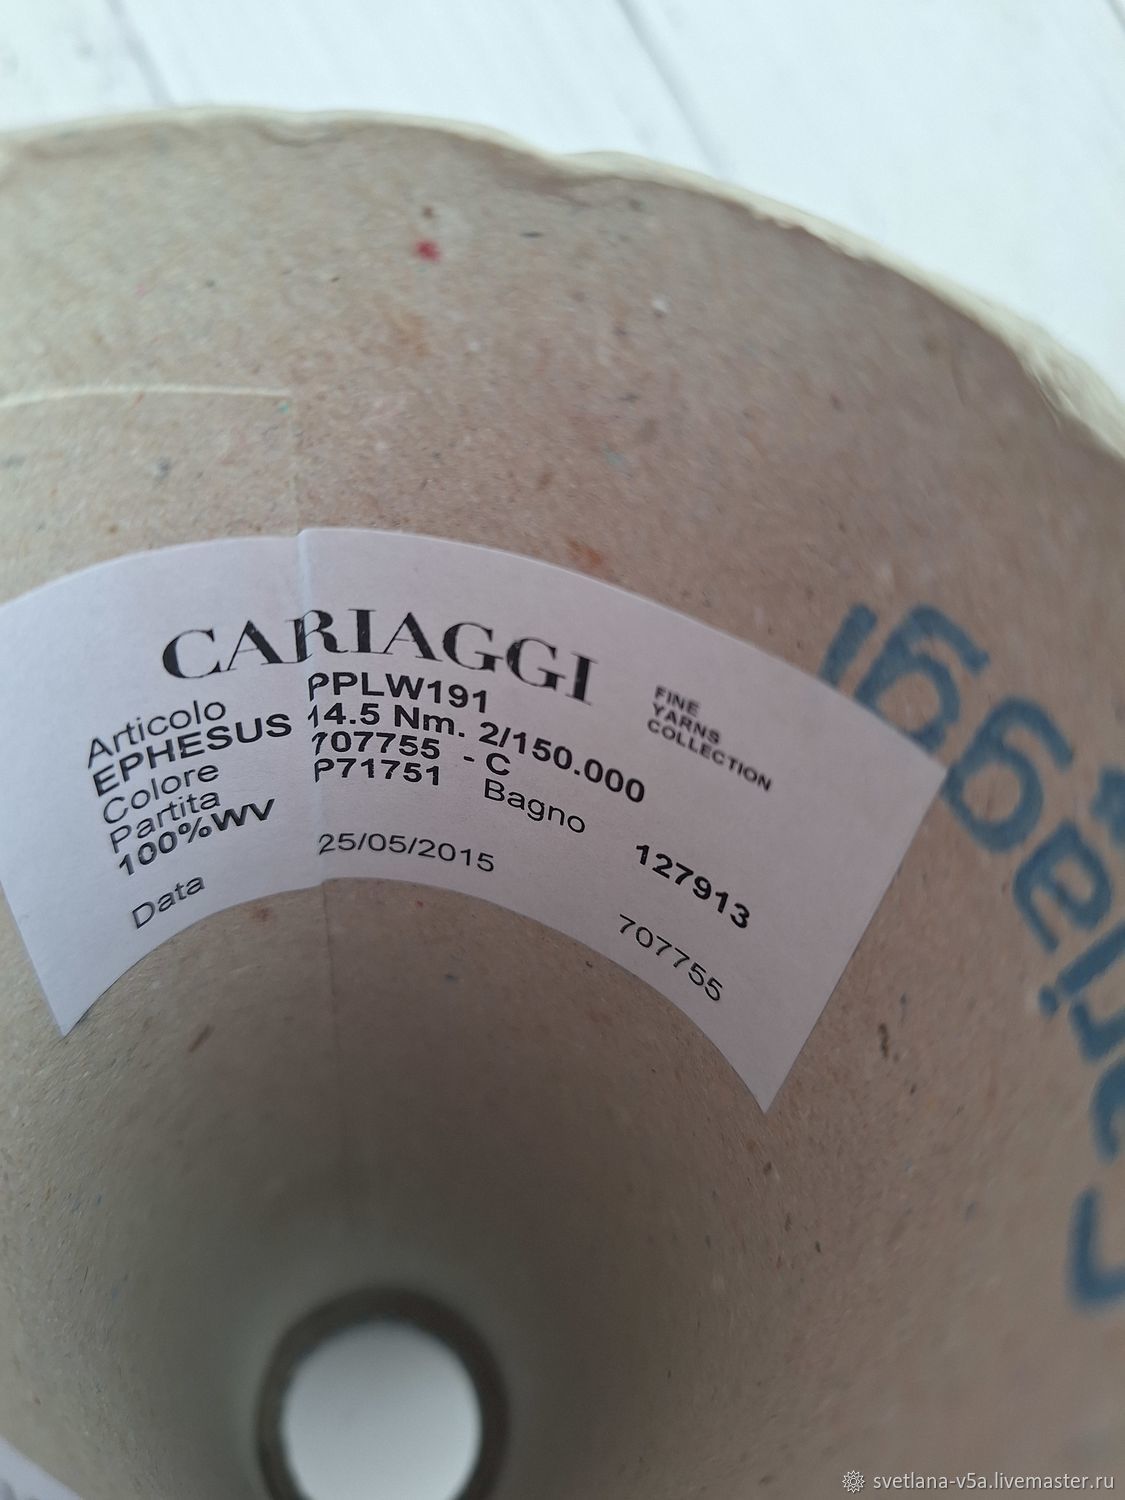 CARIAGGI
FINE
YARNS
COLLECTION
Articolo PPLW191
EPHESUS 14.5 Nm. 2/150.000
Colore 707755 - C
Partita P71751 Bagno 127913
100%WV
Data 25/05/2015 707755
cariaggi
svetlana-v5a.livemaster.ru